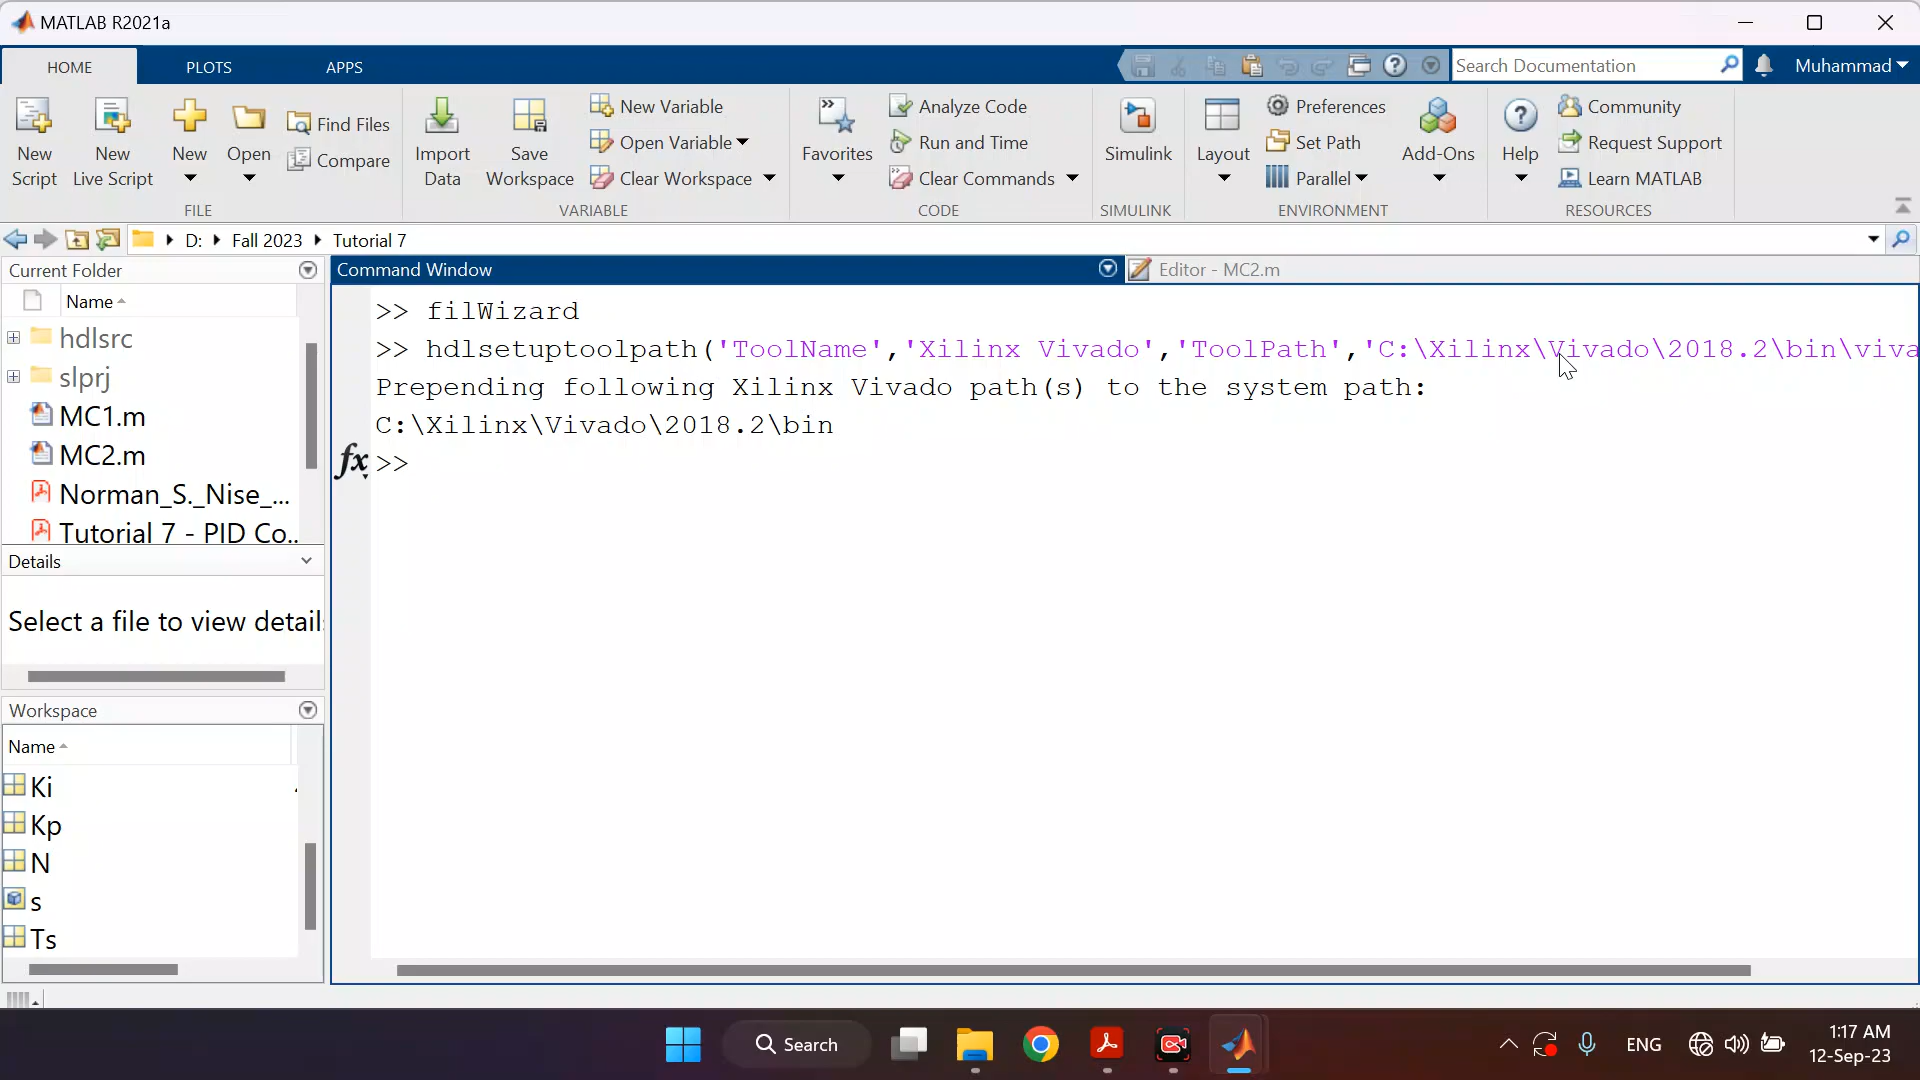 MATLAB R2021a
HOME
PLOTS
APPS
Search Documentation
Muhammad
New Script
New Live Script
New
Open
Find Files
Compare
FILE
Import Data
Save Workspace
New Variable
Open Variable
Clear Workspace
VARIABLE
Favorites
Analyze Code
Run and Time
Clear Commands
CODE
Simulink
SIMULINK
Layout
Preferences
Set Path
Parallel
Add-Ons
ENVIRONMENT
Help
Community
Request Support
Learn MATLAB
RESOURCES
D: Fall 2023 Tutorial 7
Current Folder
Name
hdlsrc
slprj
MC1.m
MC2.m
Norman_S._Nise_...
Tutorial 7 - PID Co..
Details
Select a file to view detail
Workspace
Name
Ki
Kp
N
s
Ts
Command Window
Editor - MC2.m
>> filWizard
>> hdlsetuptoolpath('ToolName','Xilinx Vivado','ToolPath','C:\Xilinx\Vivado\2018.2\bin\viva
Prepending following Xilinx Vivado path(s) to the system path:
C:\Xilinx\Vivado\2018.2\bin
fx >>
Search
ENG
1:17 AM
12-Sep-23